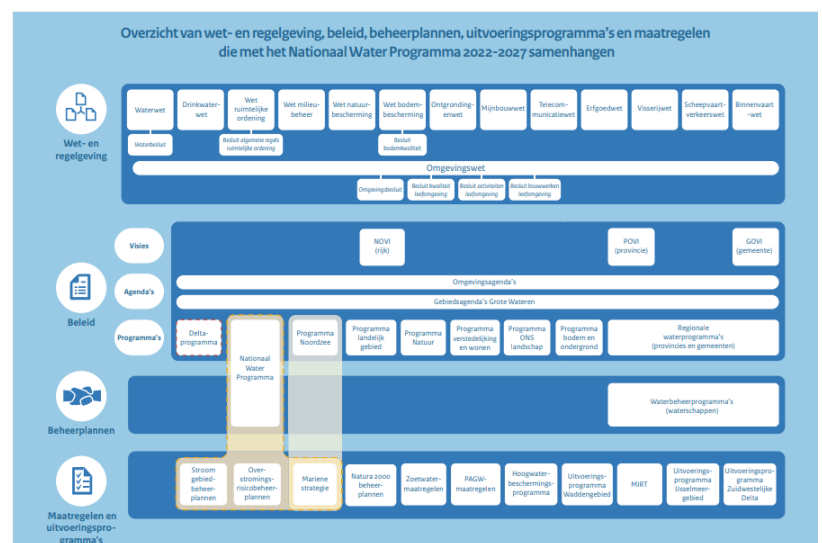 Overzicht van wet- en regelgeving, beleid, beheerplannen, uitvoeringsprogramma's en maatregelen
die met het Nationaal Water Programma 2022-2027 samenhangen
Wet- en
regelgeving
Waterwet
Drinkwater-
wet
Wet
ruimtelijke
ordening
Wet milieu-
beheer
Wet natuur-
bescherming
Wet bodem-
bescherming
Ontgronding-
enwet
Mijnbouwwet
Telecom-
municatiewet
Erfgoedwet
Visserijwet
Scheepvaart-
verkeerswet
Binnenvaart
-wet
Waterbesluit
Besluit algemene regels
ruimtelijke ordening
Besluit
bodemkwaliteit
Omgevingswet
Omgevingsbesluit
Besluit kwaliteit
leefomgeving
Besluit activiteiten
leefomgeving
Besluit bouwwerken
leefomgeving
Beleid
Visies
NOVI
(rijk)
POVI
(provincie)
GOVI
(gemeente)
Agenda's
Omgevingsagenda's
Gebiedsagenda's Grote Wateren
Programma's
Delta-
programma
Nationaal
Water
Programma
Programma
Noordzee
Programma
landelijk
gebied
Programma
Natuur
Programma
verstedelijking
en wonen
Programma
ONS
landschap
Programma
bodem en
ondergrond
Regionale
waterprogramma's
(provincies en gemeenten)
Beheerplannen
Waterbeheerprogramma's
(waterschappen)
Maatregelen en
uitvoeringspro-
gramma's
Stroom
gebied-
beheer-
plannen
Over-
stromings-
risicobeheer-
plannen
Mariene
strategie
Natura 2000
beheer-
plannen
Zoetwater-
maatregelen
PAGW-
maatregelen
Hoogwater-
beschermings-
programma
Uitvoerings-
programma
Waddengebied
MIRT
Uitvoerings-
programma
IJsselmeer-
gebied
Uitvoeringspro-
gramma
Zuidwestelijke
Delta